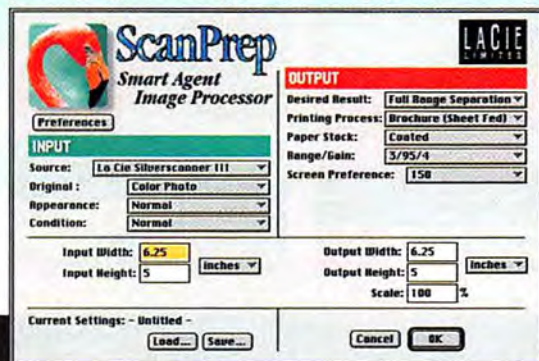 ScanPrep
Smart Agent
Image Processor
LACIE
LIMITED
Preferences
INPUT
Source: La Cie Silverscanner III
Original : Color Photo
Appearance: Normal
Condition: Normal
OUTPUT
Desired Result: Full Range Separation
Printing Process: Brochure (Sheet Fed)
Paper Stock: Coated
Range/Gain: 3/95/4
Screen Preference: 150
Input Width: 6.25
Input Height: 5
inches
Output Width: 6.25
Output Height: 5
inches
Scale: 100 %
Current Settings: - Untitled -
Load... Save...
Cancel OK